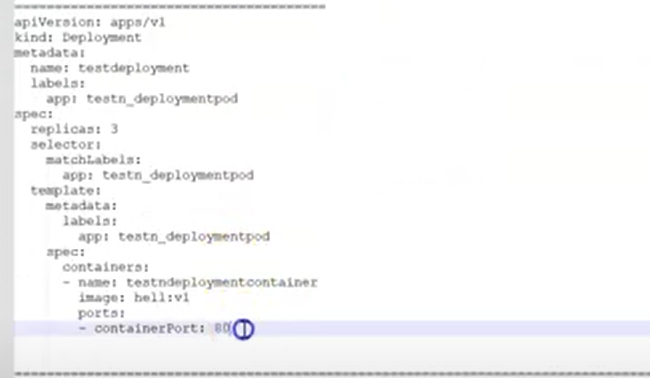 apiVersion: apps/v1
kind: Deployment
metadata:
  name: testdeployment
  labels:
    app: testn_deploymentpod
spec:
  replicas: 3
  selector:
    matchLabels:
      app: testn_deploymentpod
  template:
    metadata:
      labels:
        app: testn_deploymentpod
    spec:
      containers:
      - name: testndeploymentcontainer
        image: hell:v1
        ports:
        - containerPort: 80